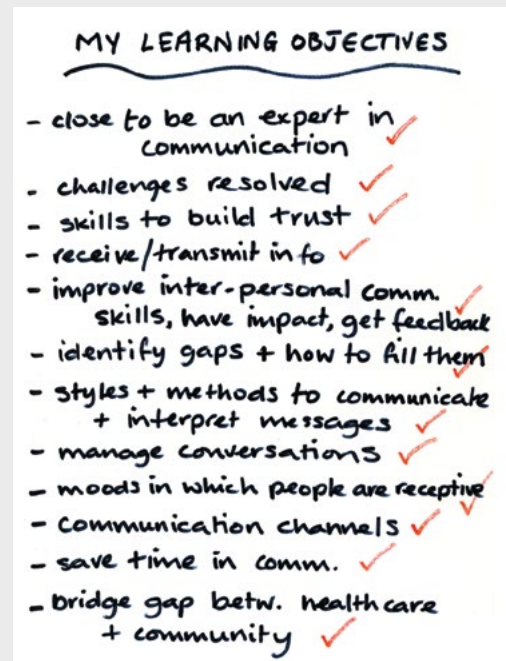 MY LEARNING OBJECTIVES
- close to be an expert in
communication
- challenges resolved
- skills to build trust
- receive/transmit info
- improve inter-personal comm.
skills, have impact, get feedback
- identify gaps + how to fill them
- styles + methods to communicate
+ interpret messages
- manage conversations
- moods in which people are receptive
- communication channels
- save time in comm.
- bridge gap betw. health care
+ community